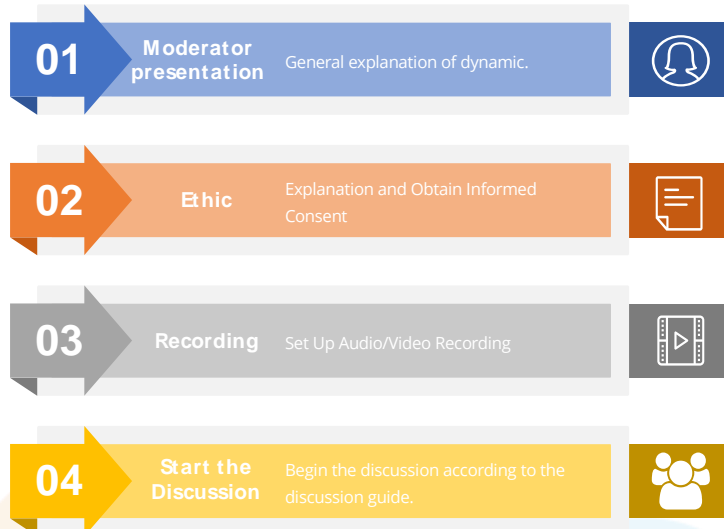 01
Moderator
presentation
General explanation of dynamic.
02
Ethic
Explanation and Obtain Informed
Consent
03
Recording
Set Up Audio/Video Recording
04
Start the
Discussion
Begin the discussion according to the
discussion guide.